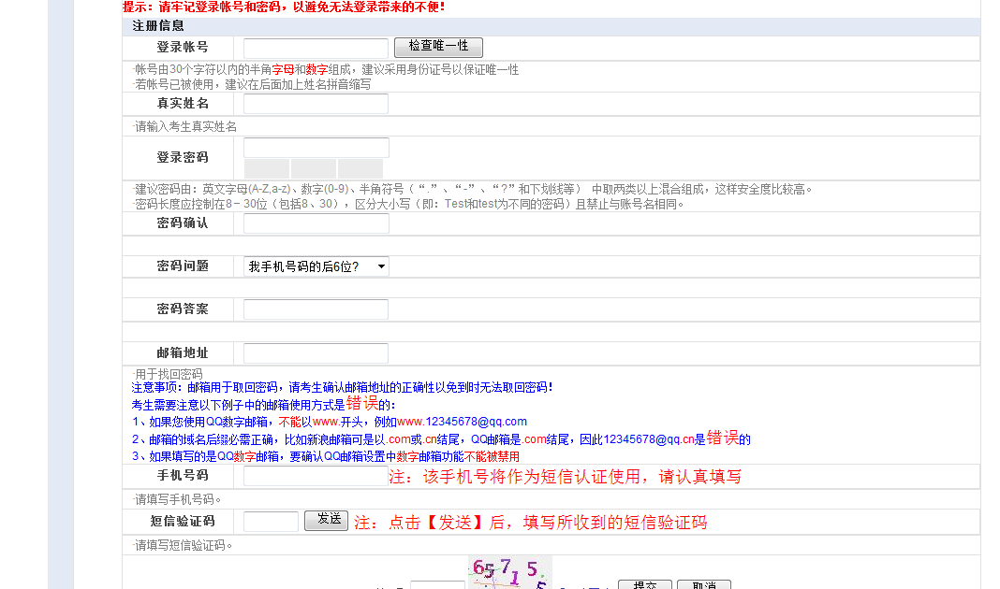 提示：请牢记登录帐号和密码，以避免无法登录带来的不便！
注册信息
登录帐号 检查唯一性
·帐号由30个字符以内的半角字母和数字组成，建议采用身份证号以保证唯一性
·若帐号已被使用，建议在后面加上姓名拼音缩写
真实姓名
·请输入考生真实姓名
登录密码
·建议密码由：英文字母(A-Z,a-z)、数字(0-9)、半角符号（“.”、“-”、“?”和下划线等） 中取两类以上混合组成，这样安全度比较高。
·密码长度应控制在8－30位（包括8、30），区分大小写（即：Test和test为不同的密码）且禁止与账号名相同。
密码确认
密码问题 我手机号码的后6位?
密码答案
邮箱地址
·用于找回密码
注意事项：邮箱用于取回密码，请考生确认邮箱地址的正确性以免到时无法取回密码！
考生需要注意以下例子中的邮箱使用方式是错误的：
1、如果您使用QQ数字邮箱，不能以www.开头，例如www.12345678@qq.com
2、邮箱的域名后缀必需正确，比如新浪邮箱可是以.com或.cn结尾，QQ邮箱是.com结尾，因此12345678@qq.cn是错误的
3、如果填写的是QQ数字邮箱，要确认QQ邮箱设置中数字邮箱功能不能被禁用
手机号码 注：该手机号将作为短信认证使用，请认真填写
·请填写手机号码。
短信验证码 发送 注：点击【发送】后，填写所收到的短信验证码
·请填写短信验证码。
65715 提交 取消